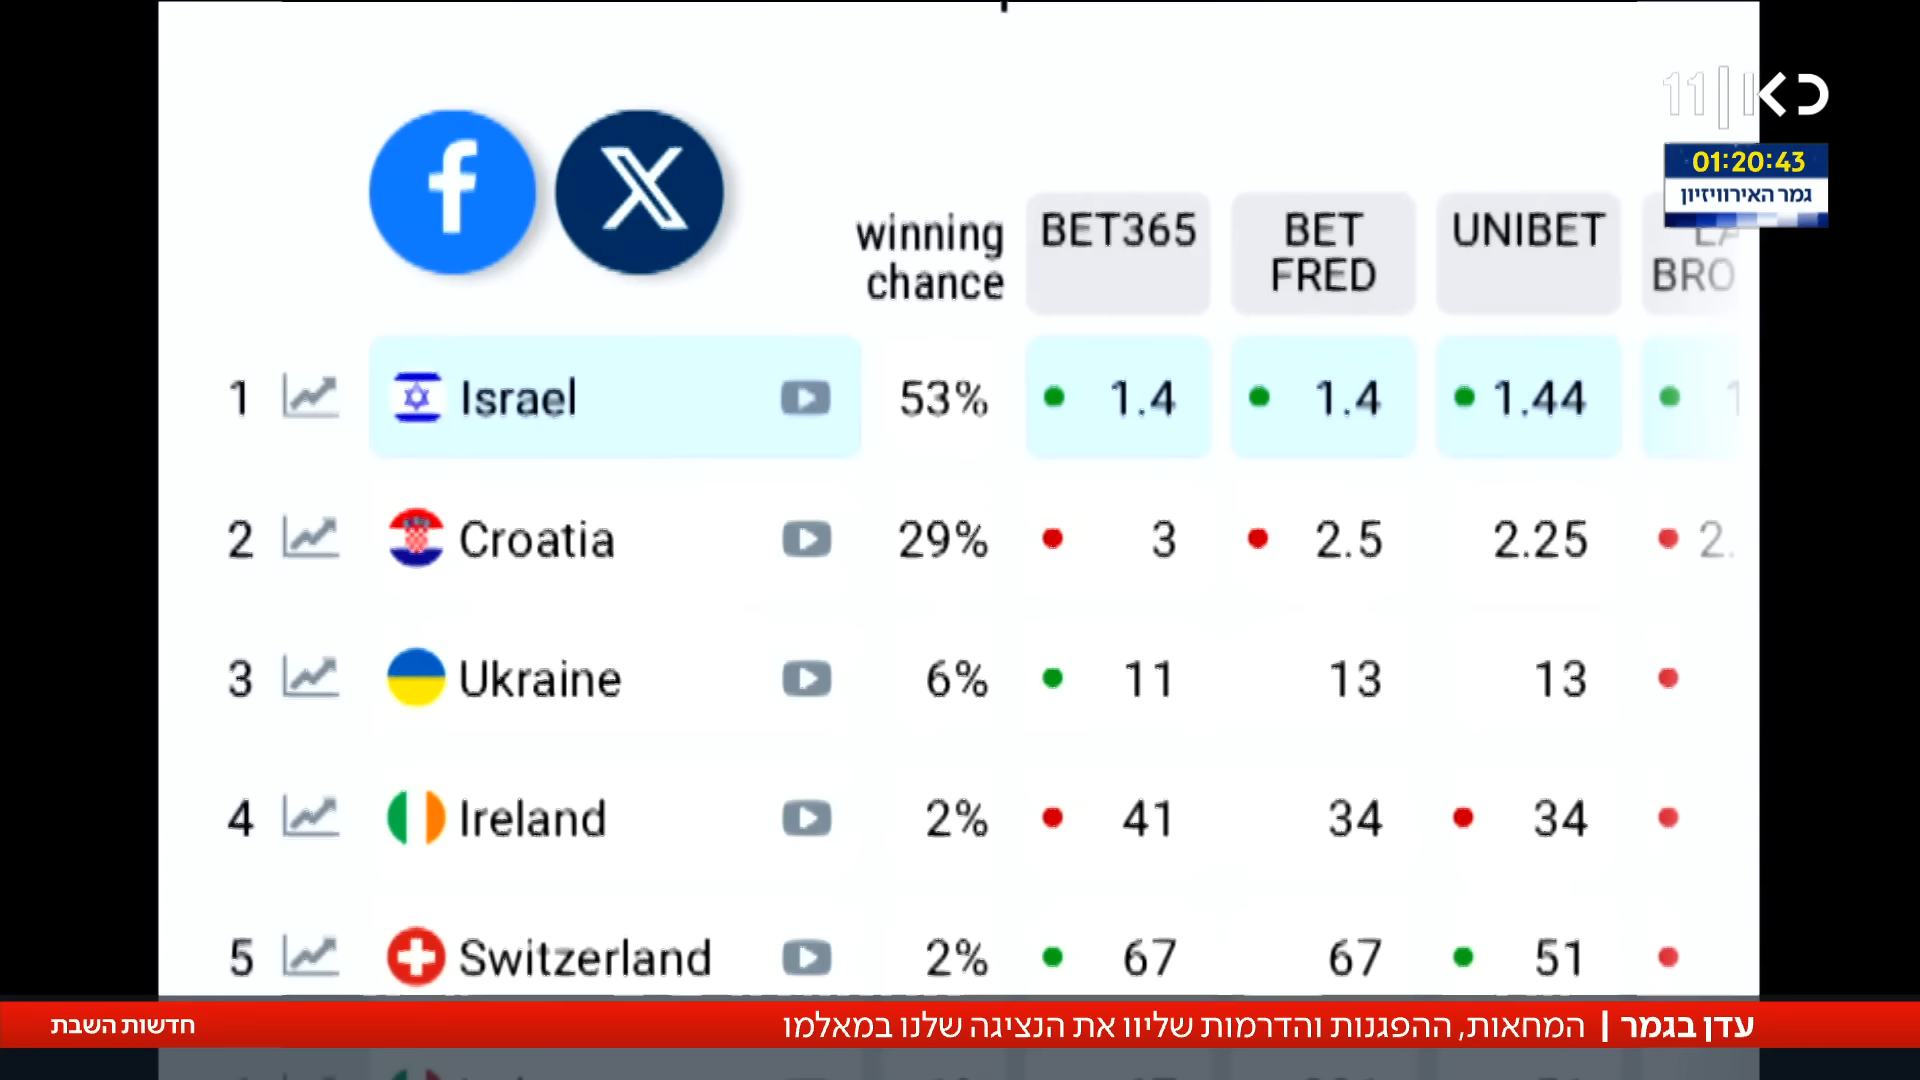 כאן 11
01:20:43
גמר האירוויזיון
winning chance BET365 BET FRED UNIBET BRO
1 Israel 53% 1.4 1.4 1.44
2 Croatia 29% 3 2.5 2.25 2.
3 Ukraine 6% 11 13 13
4 Ireland 2% 41 34 34
5 Switzerland 2% 67 67 51
עדן בגמר | המחאות, ההפגנות והדרמות שליוו את הנציגה שלנו במאלמו
חדשות השבת